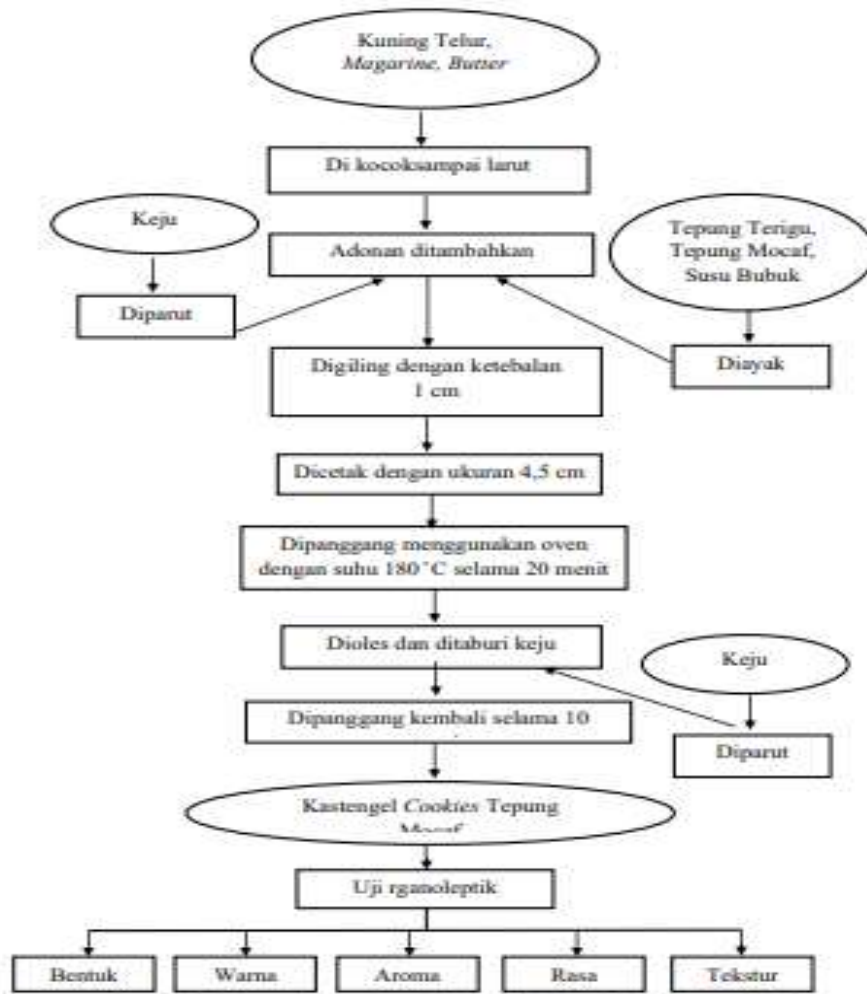 Kuning Telur,
Magarine, Butter
Di kocoksampai larut
Keju
Adonan ditambahkan
Tepung Terigu,
Tepung Mocaf,
Susu Bubuk
Diparut
Diayak
Digiling dengan ketebalan
1 cm
Dicetak dengan ukuran 4,5 cm
Dipanggang menggunakan oven
dengan suhu 180˚C selama 20 menit
Dioles dan ditaburi keju
Keju
Dipanggang kembali selama 10
Diparut
Kastengel Cookies Tepung
Mocaf
Uji rganoleptik
Bentuk
Warna
Aroma
Rasa
Tekstur